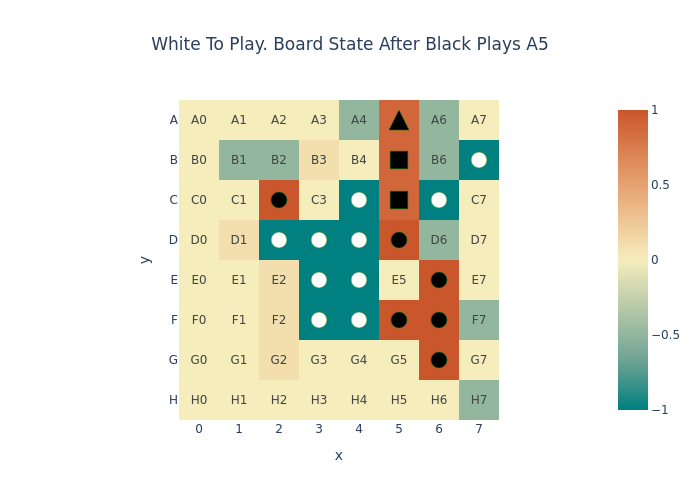 White To Play. Board State After Black Plays A5
A A0 A1 A2 A3 A4 A6 A7
B B0 B1 B2 B3 B4 B6
C C0 C1 C3 C7
D D0 D1 D6 D7
E E0 E1 E2 E5 E7
F F0 F1 F2 F7
G G0 G1 G2 G3 G4 G5 G7
H H0 H1 H2 H3 H4 H5 H6 H7
0 1 2 3 4 5 6 7
x
y
1
0.5
0
−0.5
−1